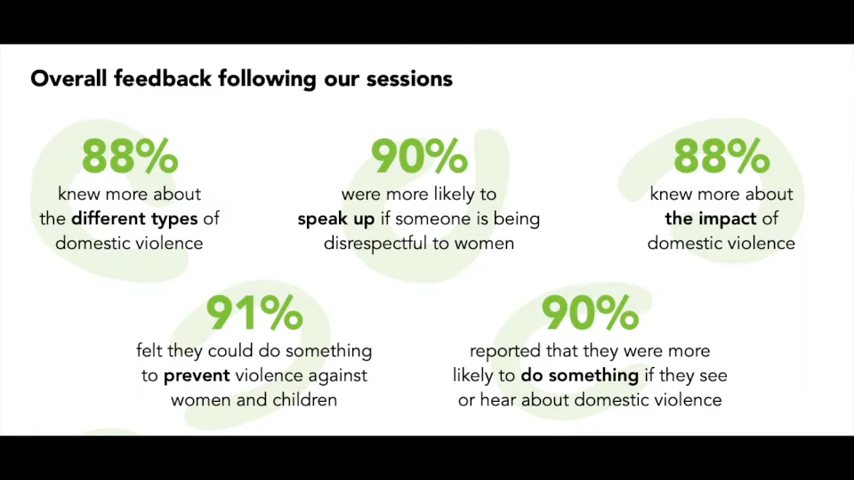 Overall feedback following our sessions
88%
knew more about
the different types of
domestic violence
90%
were more likely to
speak up if someone is being
disrespectful to women
88%
knew more about
the impact of
domestic violence
91%
felt they could do something
to prevent violence against
women and children
90%
reported that they were more
likely to do something if they see
or hear about domestic violence